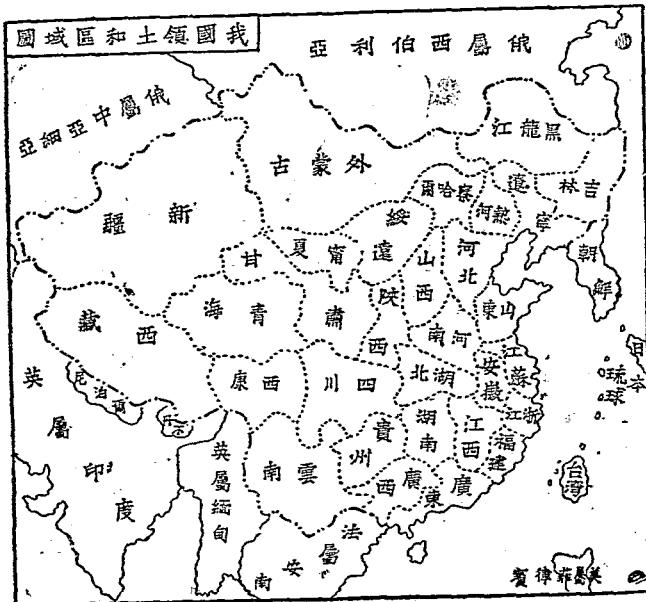 我國領土和區域圖
俄屬西伯利亞
俄屬中亞細亞
外蒙古
黑龍江
吉林
遼寧
熱河
察哈爾
綏遠
新疆
甯夏
甘肅
青海
西藏
西康
四川
陝西
山西
河北
山東
河南
湖北
安徽
江蘇
浙江
江西
湖南
貴州
雲南
廣西
廣東
福建
朝鮮
日本
琉球
台灣
英屬印度
尼泊爾
不丹
英屬緬甸
法屬安南
美屬菲律賓